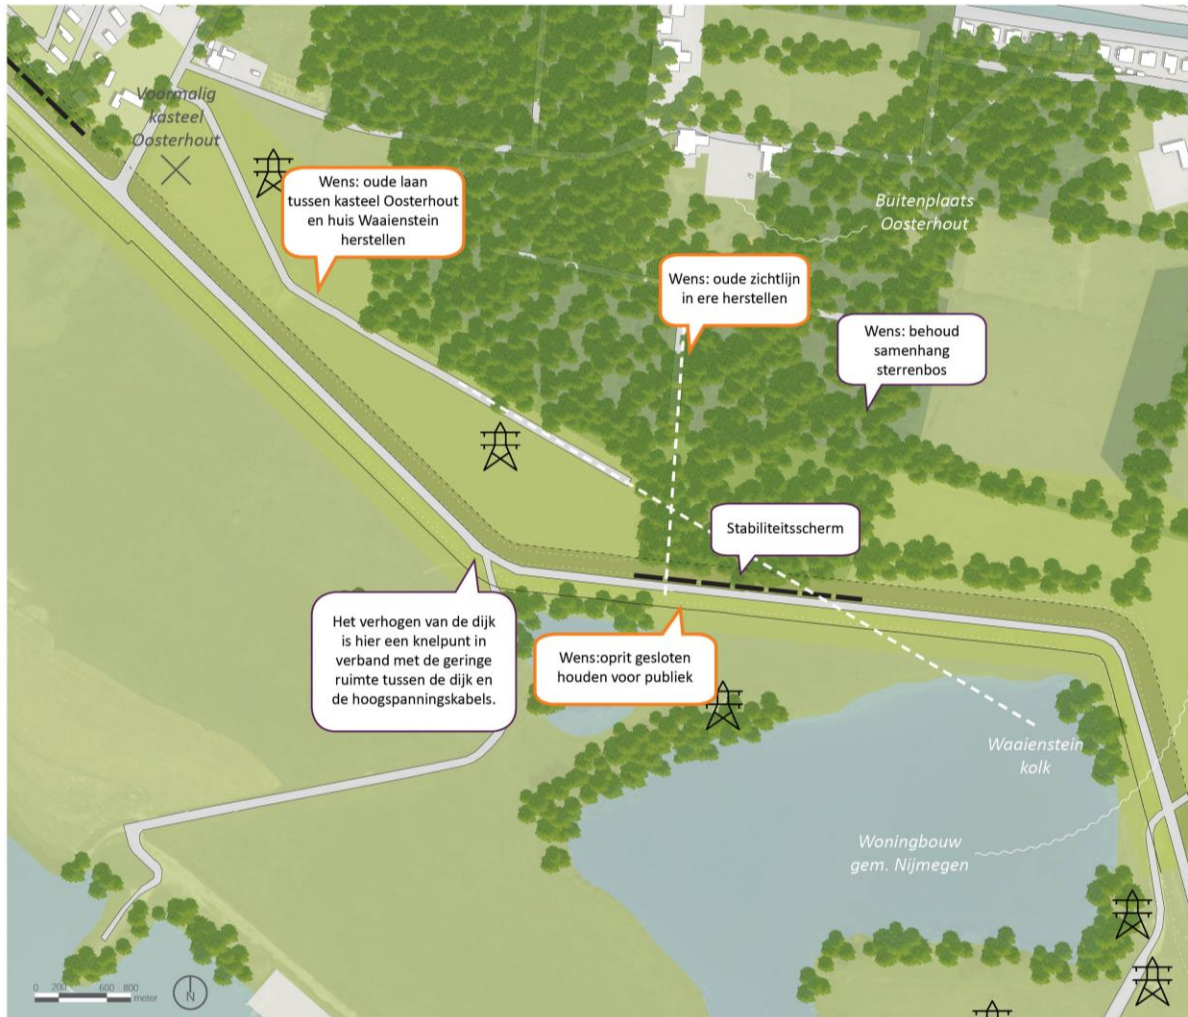 Voormalig
kasteel
Oosterhout
Wens: oude laan
tussen kasteel Oosterhout
en huis Waaienstein
herstellen
Buitenplaats
Oosterhout
Wens: oude zichtlijn
in ere herstellen
Wens: behoud
samenhang
sterrenbos
Stabiliteitsscherm
Het verhogen van de dijk
is hier een knelpunt in
verband met de geringe
ruimte tussen de dijk en
de hoogspanningskabels.
Wens:oprit gesloten
houden voor publiek
Waaienstein
kolk
Woningbouw
gem. Nijmegen
0 200 600 800
meter
N